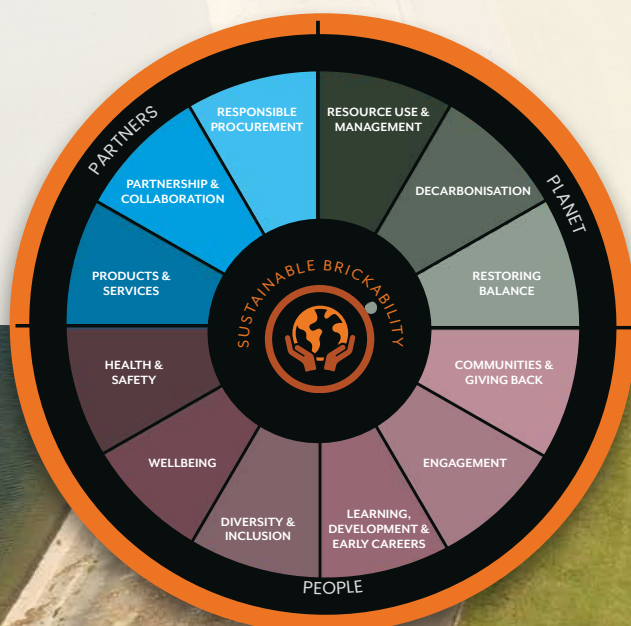 PARTNERS
PLANET
PEOPLE
RESPONSIBLE
PROCUREMENT
RESOURCE USE &
MANAGEMENT
PARTNERSHIP &
COLLABORATION
DECARBONISATION
PRODUCTS &
SERVICES
RESTORING
BALANCE
SUSTAINABLE BRICKABILITY
HEALTH &
SAFETY
COMMUNITIES &
GIVING BACK
WELLBEING
ENGAGEMENT
DIVERSITY &
INCLUSION
LEARNING,
DEVELOPMENT &
EARLY CAREERS